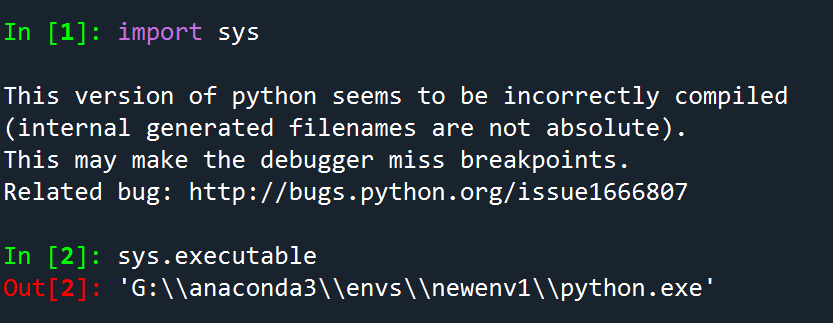 In [1]: import sys
This version of python seems to be incorrectly compiled
(internal generated filenames are not absolute).
This may make the debugger miss breakpoints.
Related bug: http://bugs.python.org/issue1666807
In [2]: sys.executable
Out[2]: 'G:\\anaconda3\\envs\\newenv1\\python.exe'